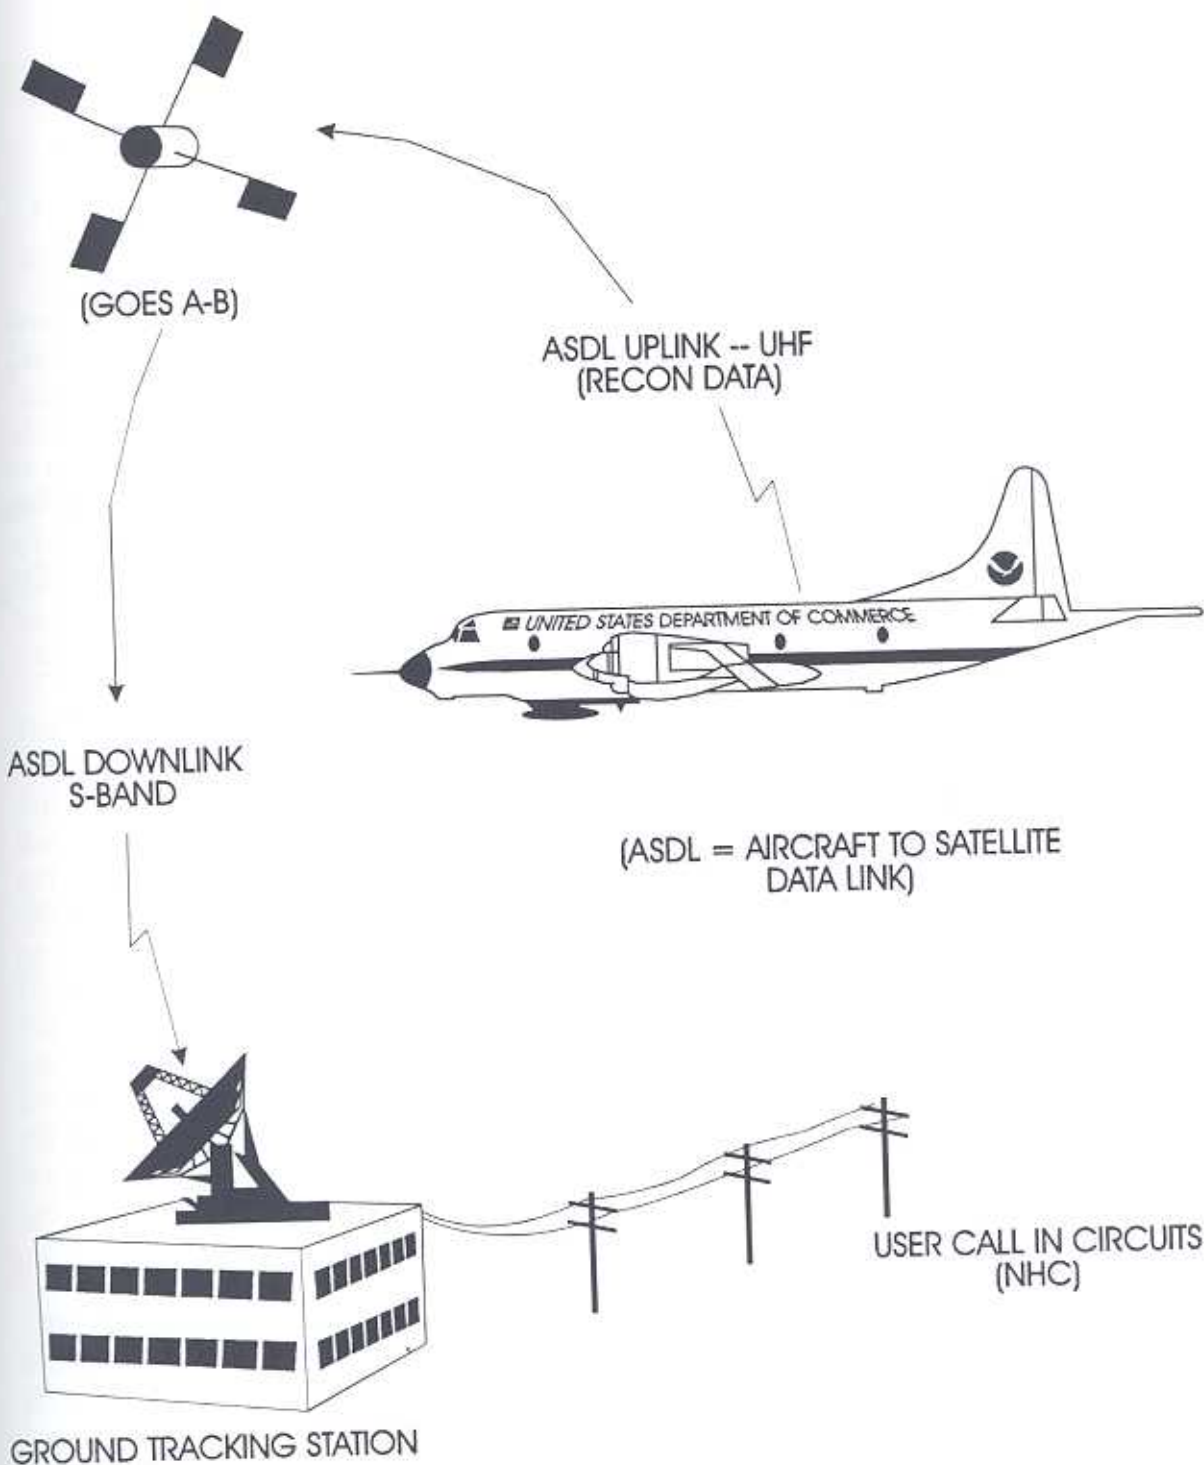 (GOES A-B)
ASDL UPLINK -- UHF
(RECON DATA)
UNITED STATES DEPARTMENT OF COMMERCE
ASDL DOWNLINK
S-BAND
(ASDL = AIRCRAFT TO SATELLITE
DATA LINK)
USER CALL IN CIRCUITS
(NHC)
GROUND TRACKING STATION